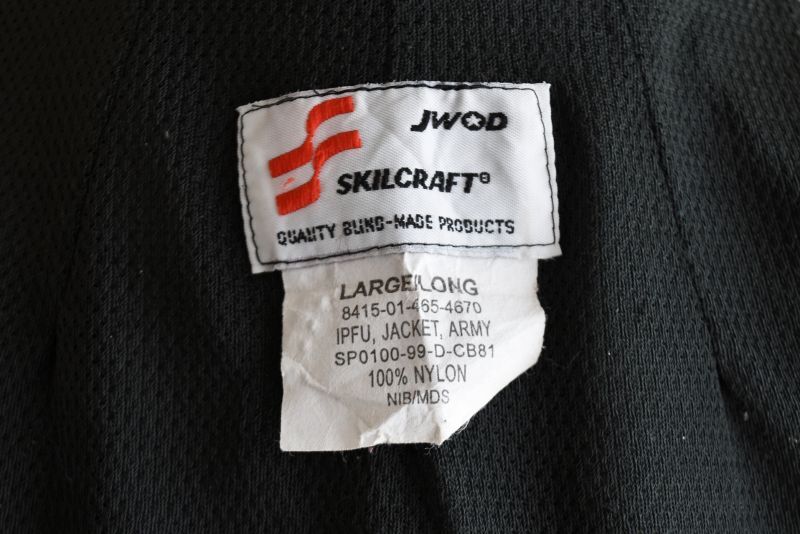 JWOD
SKILCRAFT®
QUALITY BLIND-MADE PRODUCTS
LARGE/LONG
8415-01-465-4670
IPFU, JACKET, ARMY
SP0100-99-D-CB81
100% NYLON
NIB/MDS